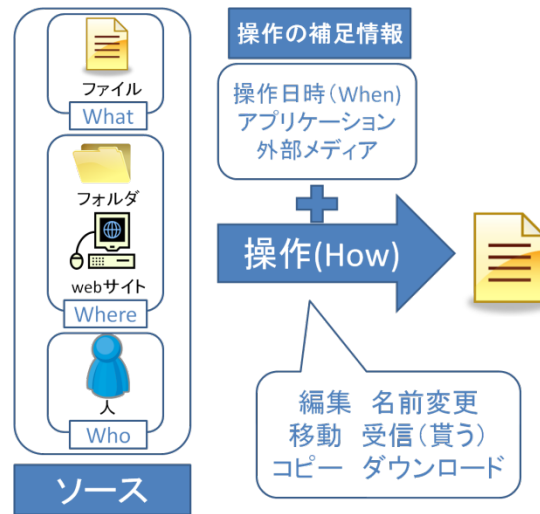 ファイル
What
フォルダ
webサイト
Where
人
Who
ソース
操作の補足情報
操作日時(When)
アプリケーション
外部メディア
操作(How)
編集 名前変更
移動 受信(貰う)
コピー ダウンロード